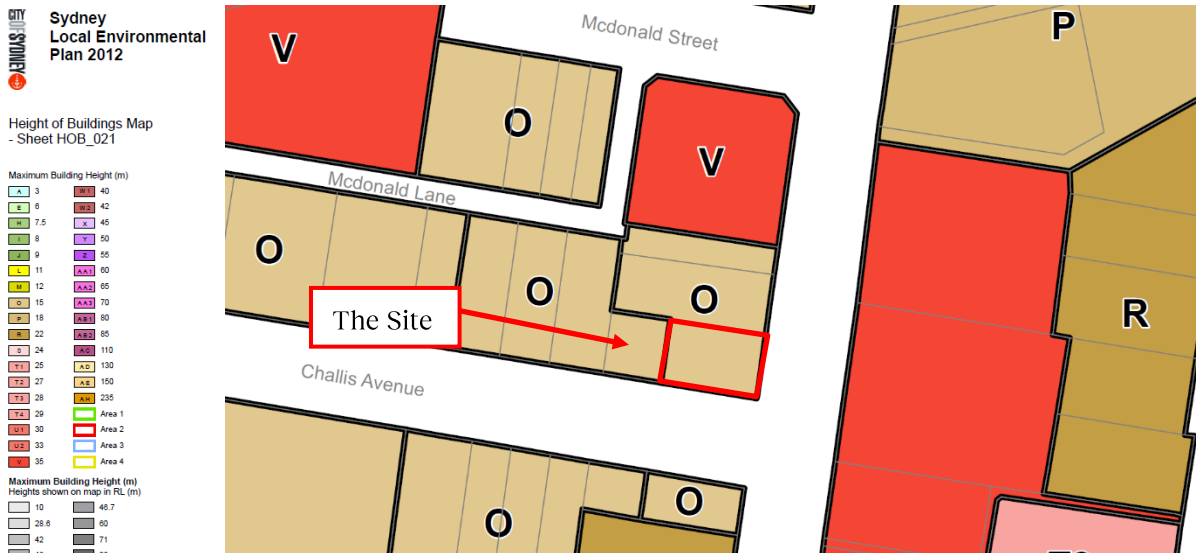 CITY OF SYDNEY
Sydney
Local Environmental
Plan 2012
Height of Buildings Map
- Sheet HOB_021
Maximum Building Height (m)
A 3 W1 40
E 6 W2 42
H 7.5 X 45
I 8 Y 50
J 9 Z 55
L 11 AA1 60
M 12 AA2 65
O 15 AA3 70
P 18 AB1 80
R 22 AB2 85
S 24 AC 110
T1 25 AD 130
T2 27 AE 150
T3 28 AH 235
T4 29 Area 1
U1 30 Area 2
U2 33 Area 3
V 35 Area 4
Maximum Building Height (m)
Heights shown on map in RL (m)
10 46.7
28.6 60
42 71
Mcdonald Street
P
V
O
V
Mcdonald Lane
O
O
O
R
The Site
Challis Avenue
O
O